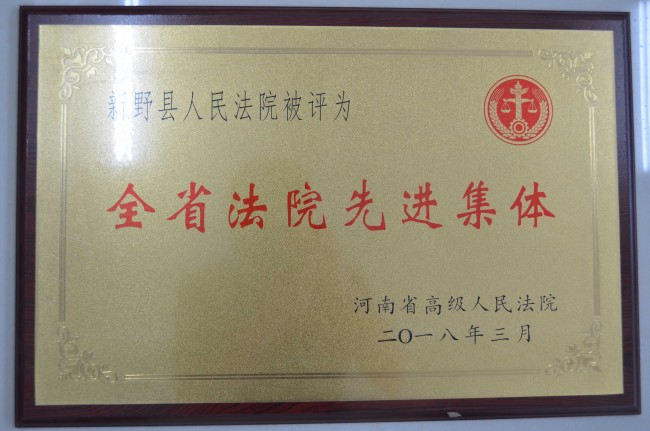 新野县人民法院被评为
全省法院先进集体
河南省高级人民法院
二〇一八年三月